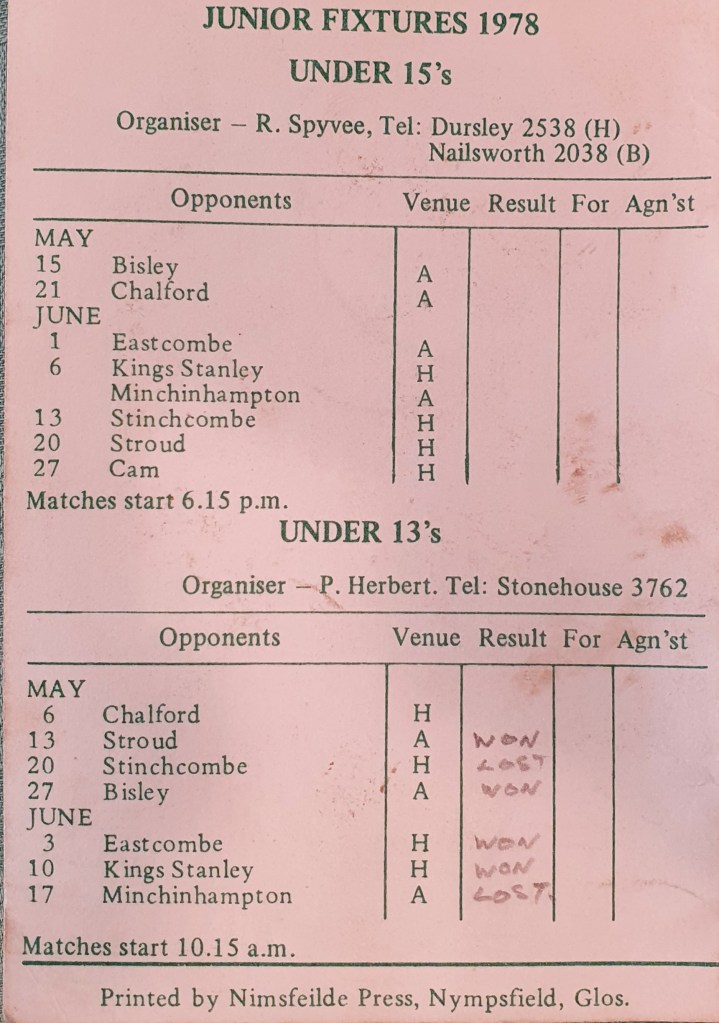 JUNIOR FIXTURES 1978
UNDER 15's
Organiser – R. Spyvee, Tel: Dursley 2538 (H)
Nailsworth 2038 (B)
Opponents Venue Result For Agn'st
MAY
15 Bisley A
21 Chalford A
JUNE
1 Eastcombe A
6 Kings Stanley H
Minchinhampton A
13 Stinchcombe H
20 Stroud H
27 Cam H
Matches start 6.15 p.m.
UNDER 13's
Organiser – P. Herbert. Tel: Stonehouse 3762
Opponents Venue Result For Agn'st
MAY
6 Chalford H
13 Stroud A WON
20 Stinchcombe H LOST
27 Bisley A WON
JUNE
3 Eastcombe H WON
10 Kings Stanley H WON
17 Minchinhampton A LOST.
Matches start 10.15 a.m.
Printed by Nimsfeilde Press, Nympsfield, Glos.